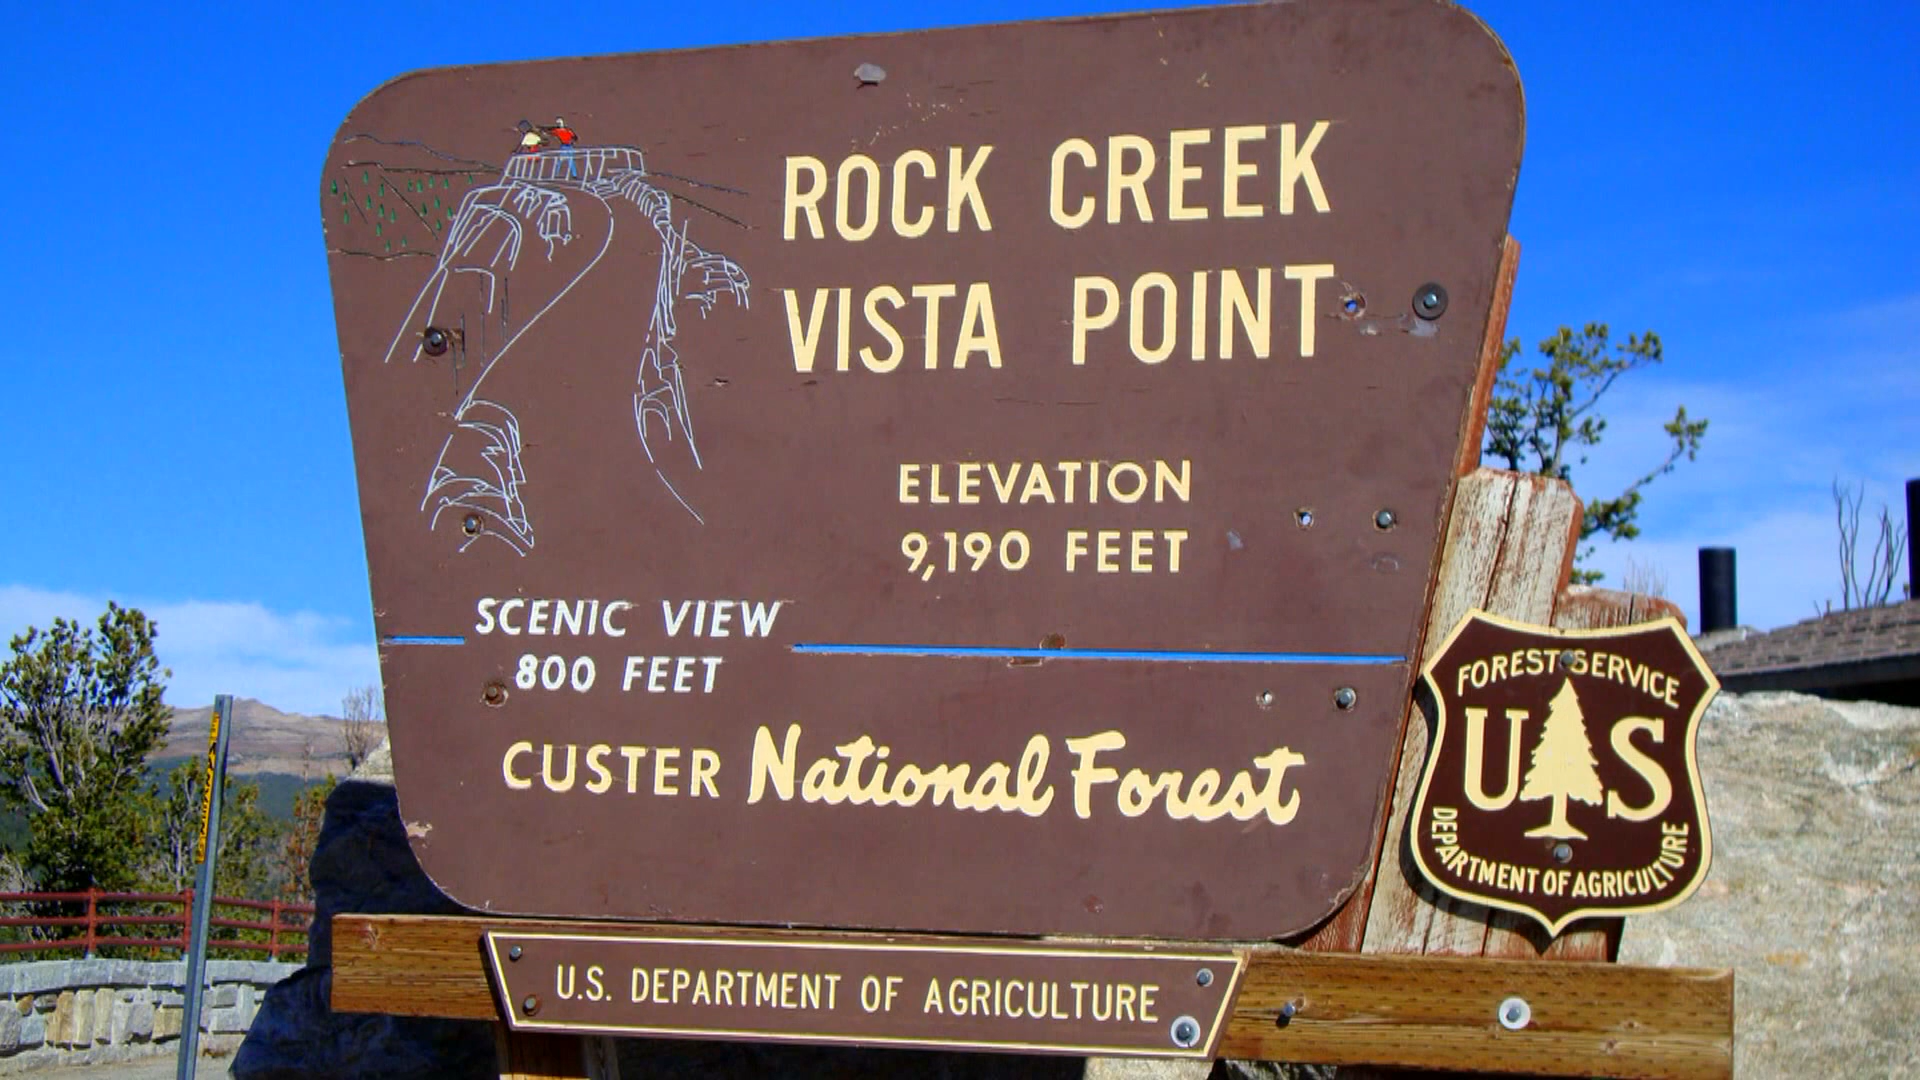 ROCK CREEK
VISTA POINT
ELEVATION
9,190 FEET
SCENIC VIEW
800 FEET
CUSTER National Forest
FOREST SERVICE
US
DEPARTMENT OF AGRICULTURE
U.S. DEPARTMENT OF AGRICULTURE